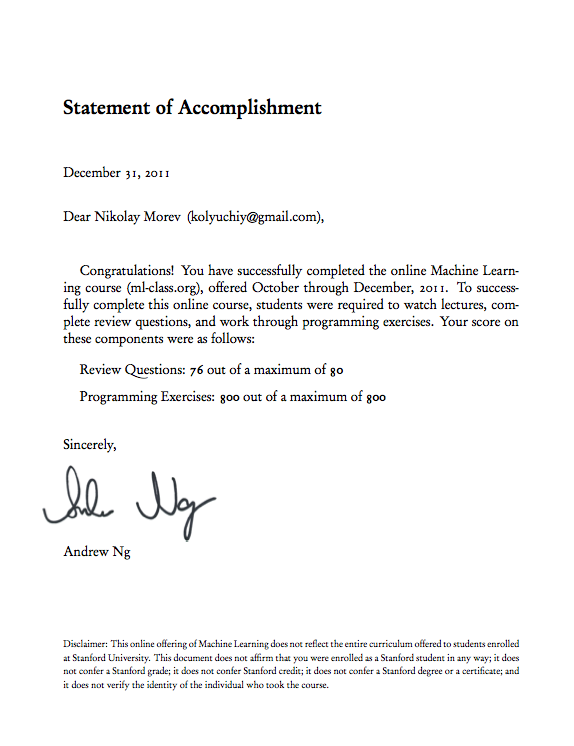 Statement of Accomplishment
December 31, 2011
Dear Nikolay Morev (kolyuchiy@gmail.com),
Congratulations! You have successfully completed the online Machine Learn-
ing course (ml-class.org), offered October through December, 2011. To success-
fully complete this online course, students were required to watch lectures, com-
plete review questions, and work through programming exercises. Your score on
these components were as follows:
Review Questions: 76 out of a maximum of 80
Programming Exercises: 800 out of a maximum of 800
Sincerely,
Andrew Ng
Disclaimer: This online offering of Machine Learning does not reflect the entire curriculum offered to students enrolled
at Stanford University. This document does not affirm that you were enrolled as a Stanford student in any way; it does
not confer a Stanford grade; it does not confer Stanford credit; it does not confer a Stanford degree or a certificate; and
it does not verify the identity of the individual who took the course.